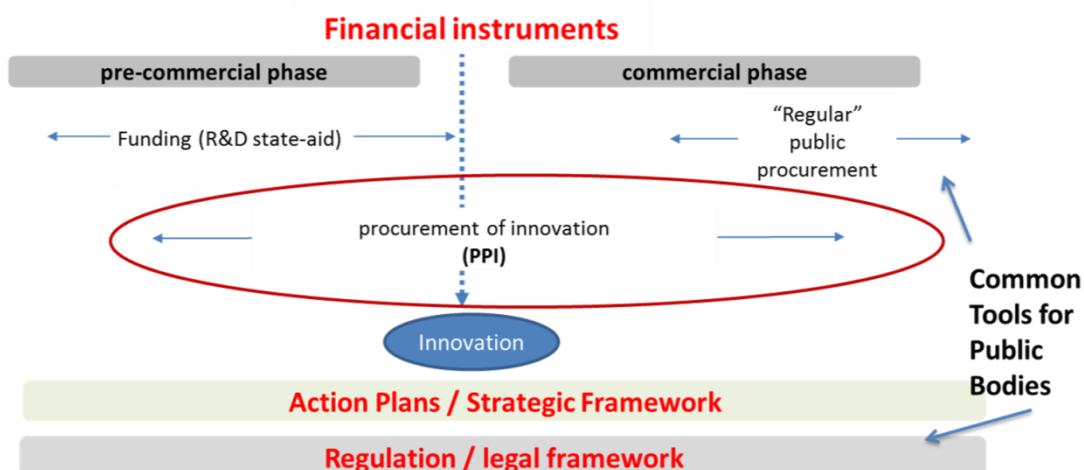 Financial instruments
pre-commercial phase
commercial phase
Funding (R&D state-aid)
“Regular”
public
procurement
procurement of innovation
(PPI)
Innovation
Common
Tools for
Public
Bodies
Action Plans / Strategic Framework
Regulation / legal framework